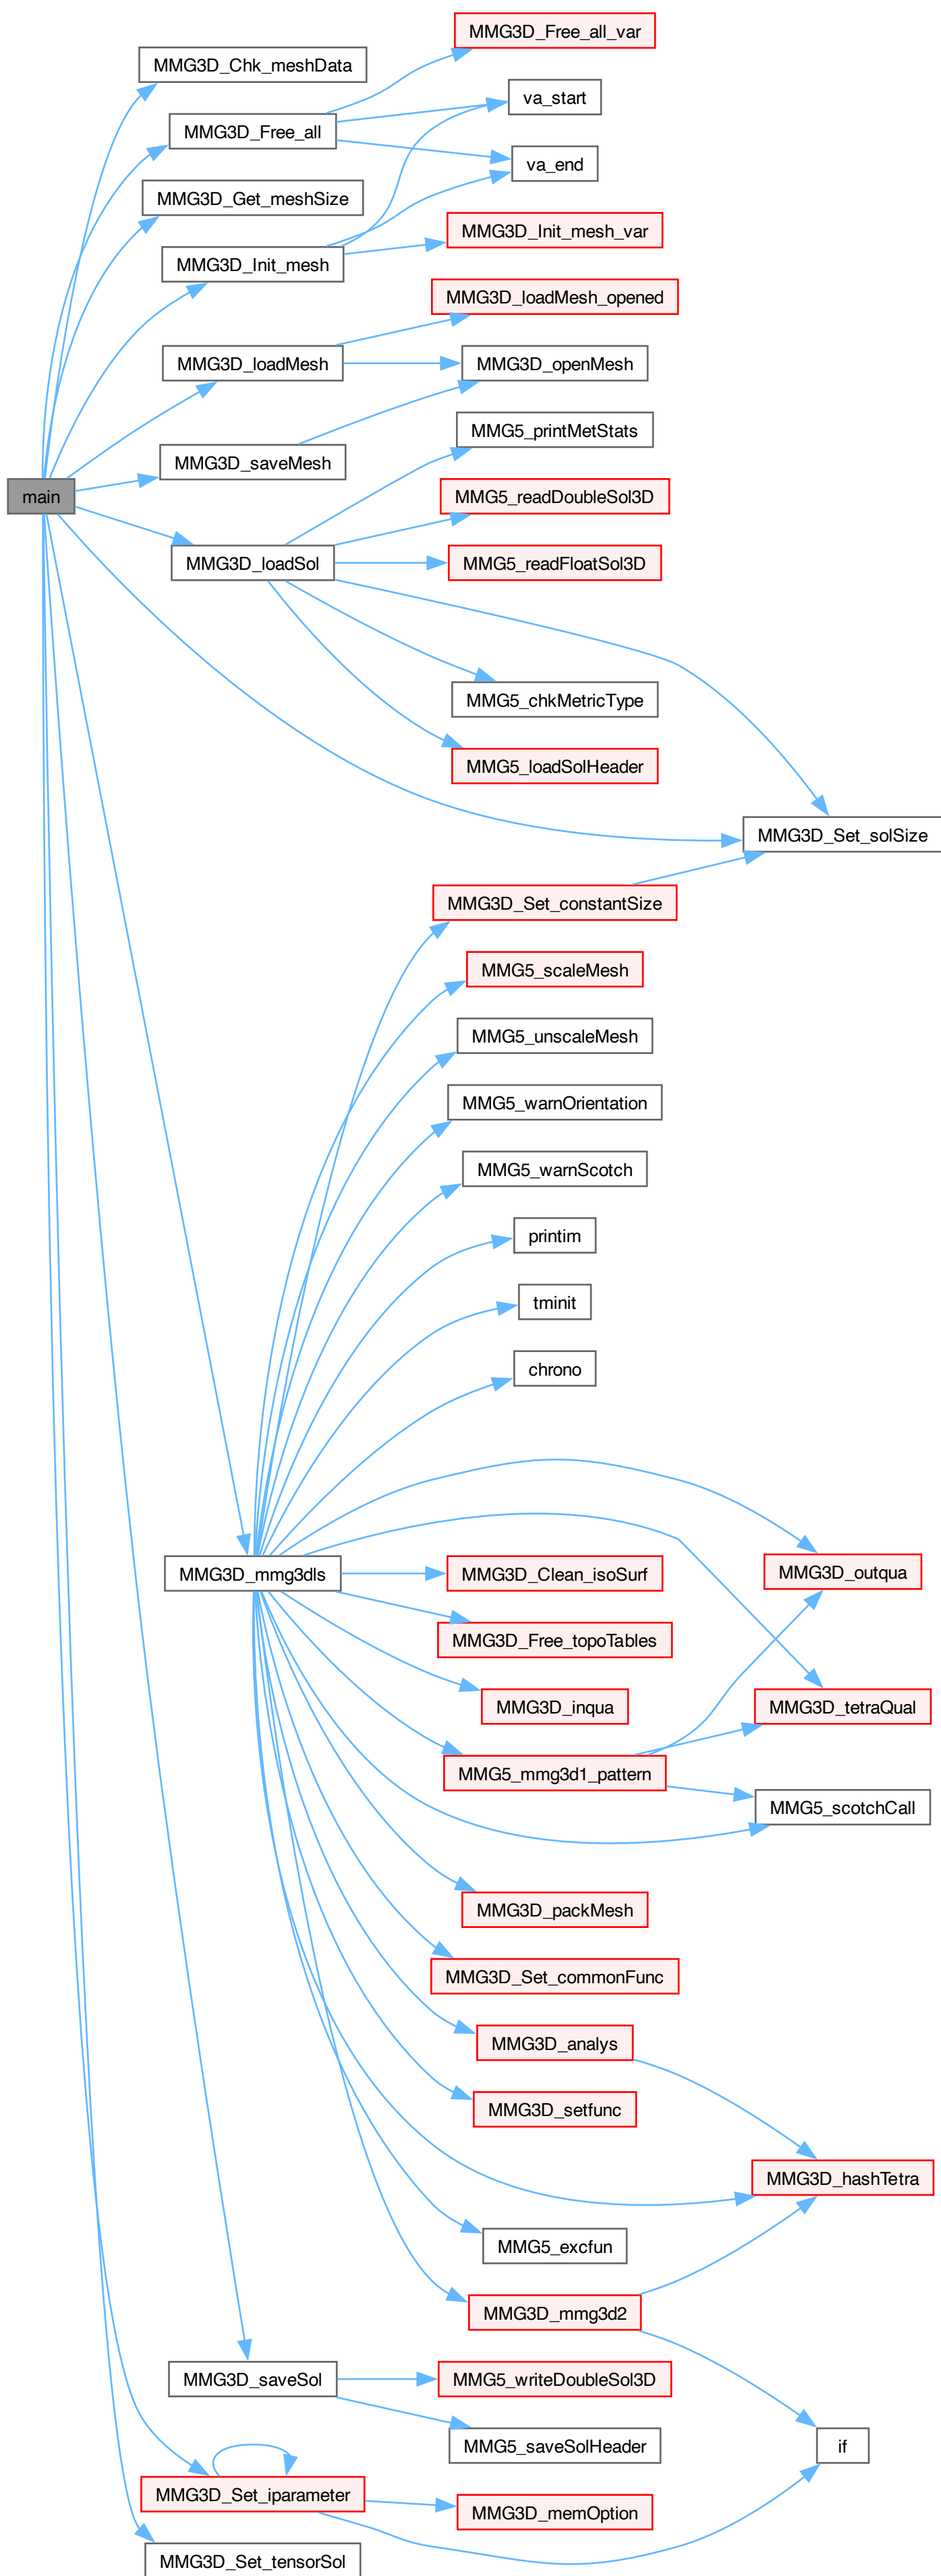 MMG3D_Free_all_var
MMG3D_Chk_meshData
va_start
MMG3D_Free_all
va_end
MMG3D_Get_meshSize
MMG3D_Init_mesh_var
MMG3D_Init_mesh
MMG3D_loadMesh_opened
MMG3D_loadMesh
MMG3D_openMesh
MMG5_printMetStats
MMG3D_saveMesh
main
MMG5_readDoubleSol3D
MMG3D_loadSol
MMG5_readFloatSol3D
MMG5_chkMetricType
MMG5_loadSolHeader
MMG3D_Set_solSize
MMG3D_Set_constantSize
MMG5_scaleMesh
MMG5_unscaleMesh
MMG5_warnOrientation
MMG5_warnScotch
printim
tminit
chrono
MMG3D_mmg3dls
MMG3D_Clean_isoSurf
MMG3D_outqua
MMG3D_Free_topoTables
MMG3D_inqua
MMG3D_tetraQual
MMG5_mmg3d1_pattern
MMG5_scotchCall
MMG3D_packMesh
MMG3D_Set_commonFunc
MMG3D_analys
MMG3D_setfunc
MMG3D_hashTetra
MMG5_excfun
MMG3D_mmg3d2
MMG3D_saveSol
MMG5_writeDoubleSol3D
MMG5_saveSolHeader
if
MMG3D_Set_iparameter
MMG3D_memOption
MMG3D_Set_tensorSol